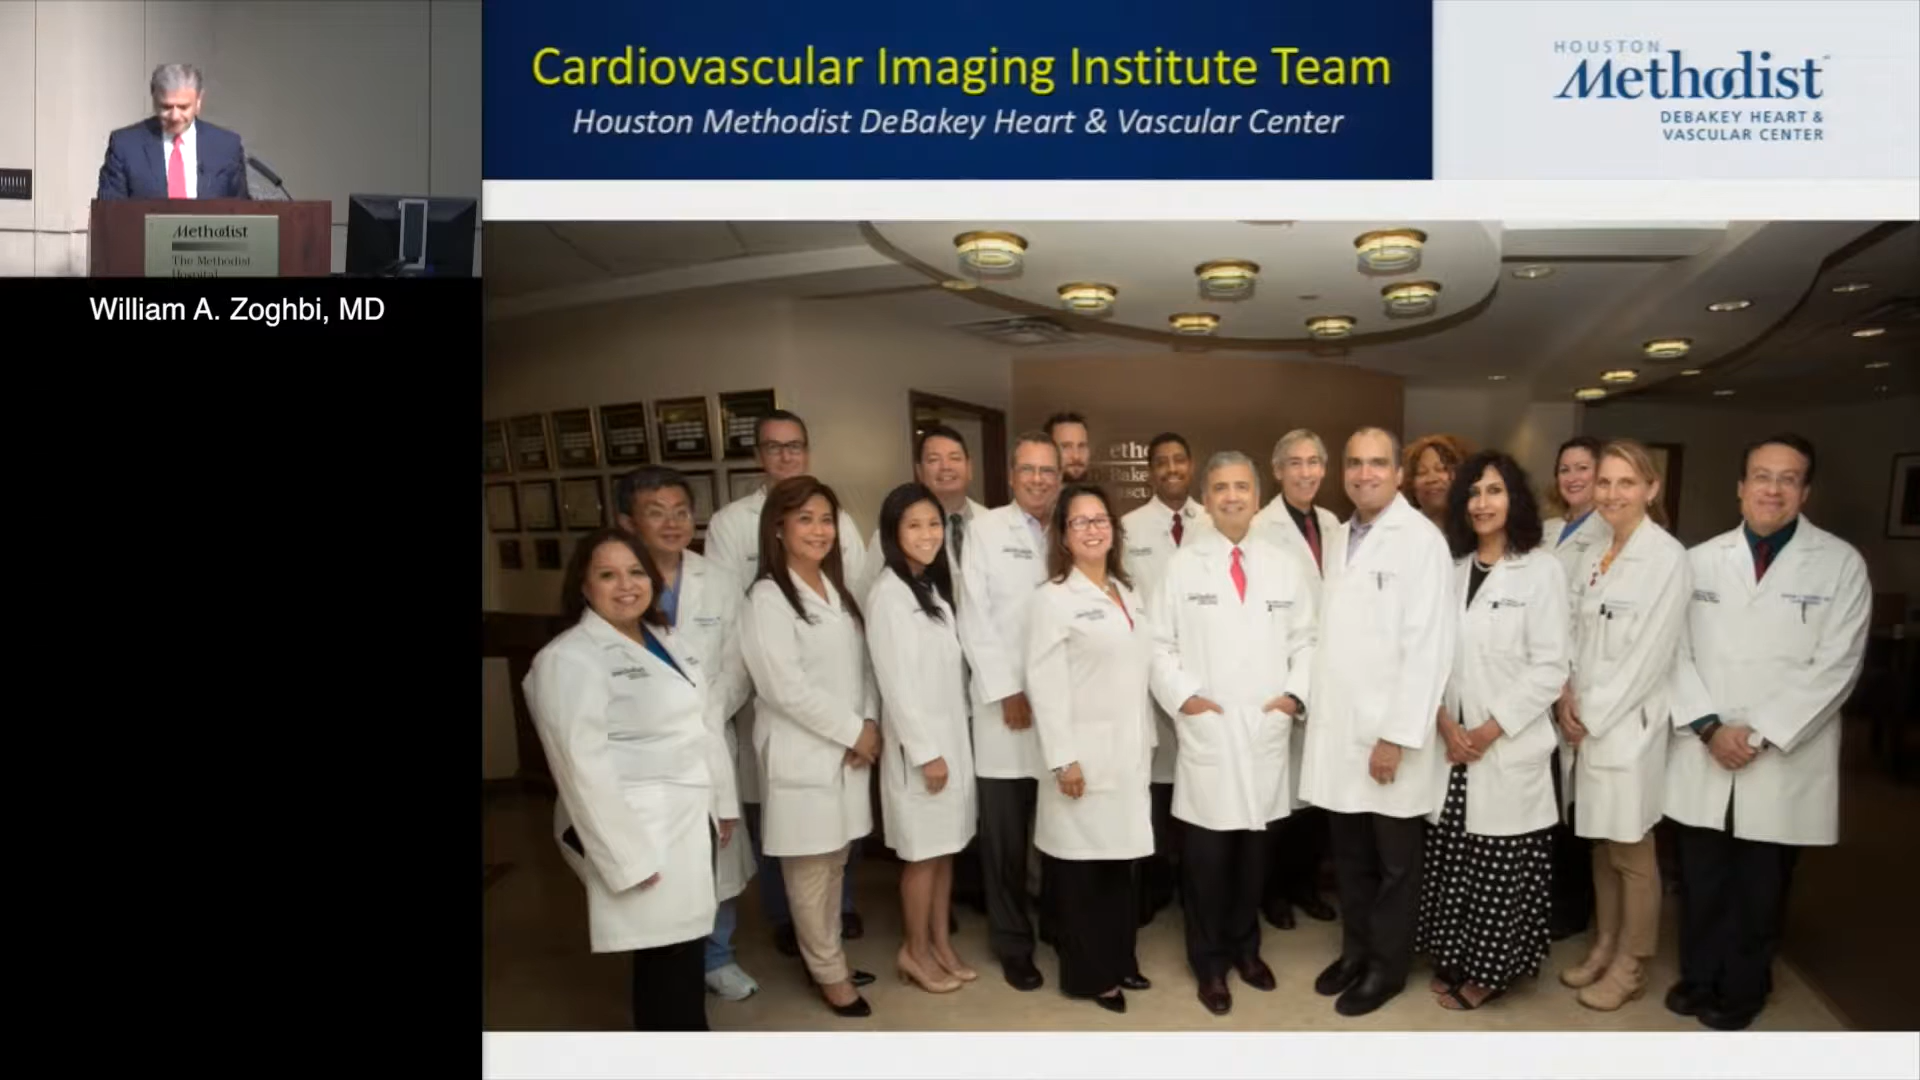 Cardiovascular Imaging Institute Team
Houston Methodist DeBakey Heart & Vascular Center
HOUSTON
Methodist
DEBAKEY HEART &
VASCULAR CENTER
Methodist
The Methodist
Hospital
William A. Zoghbi, MD